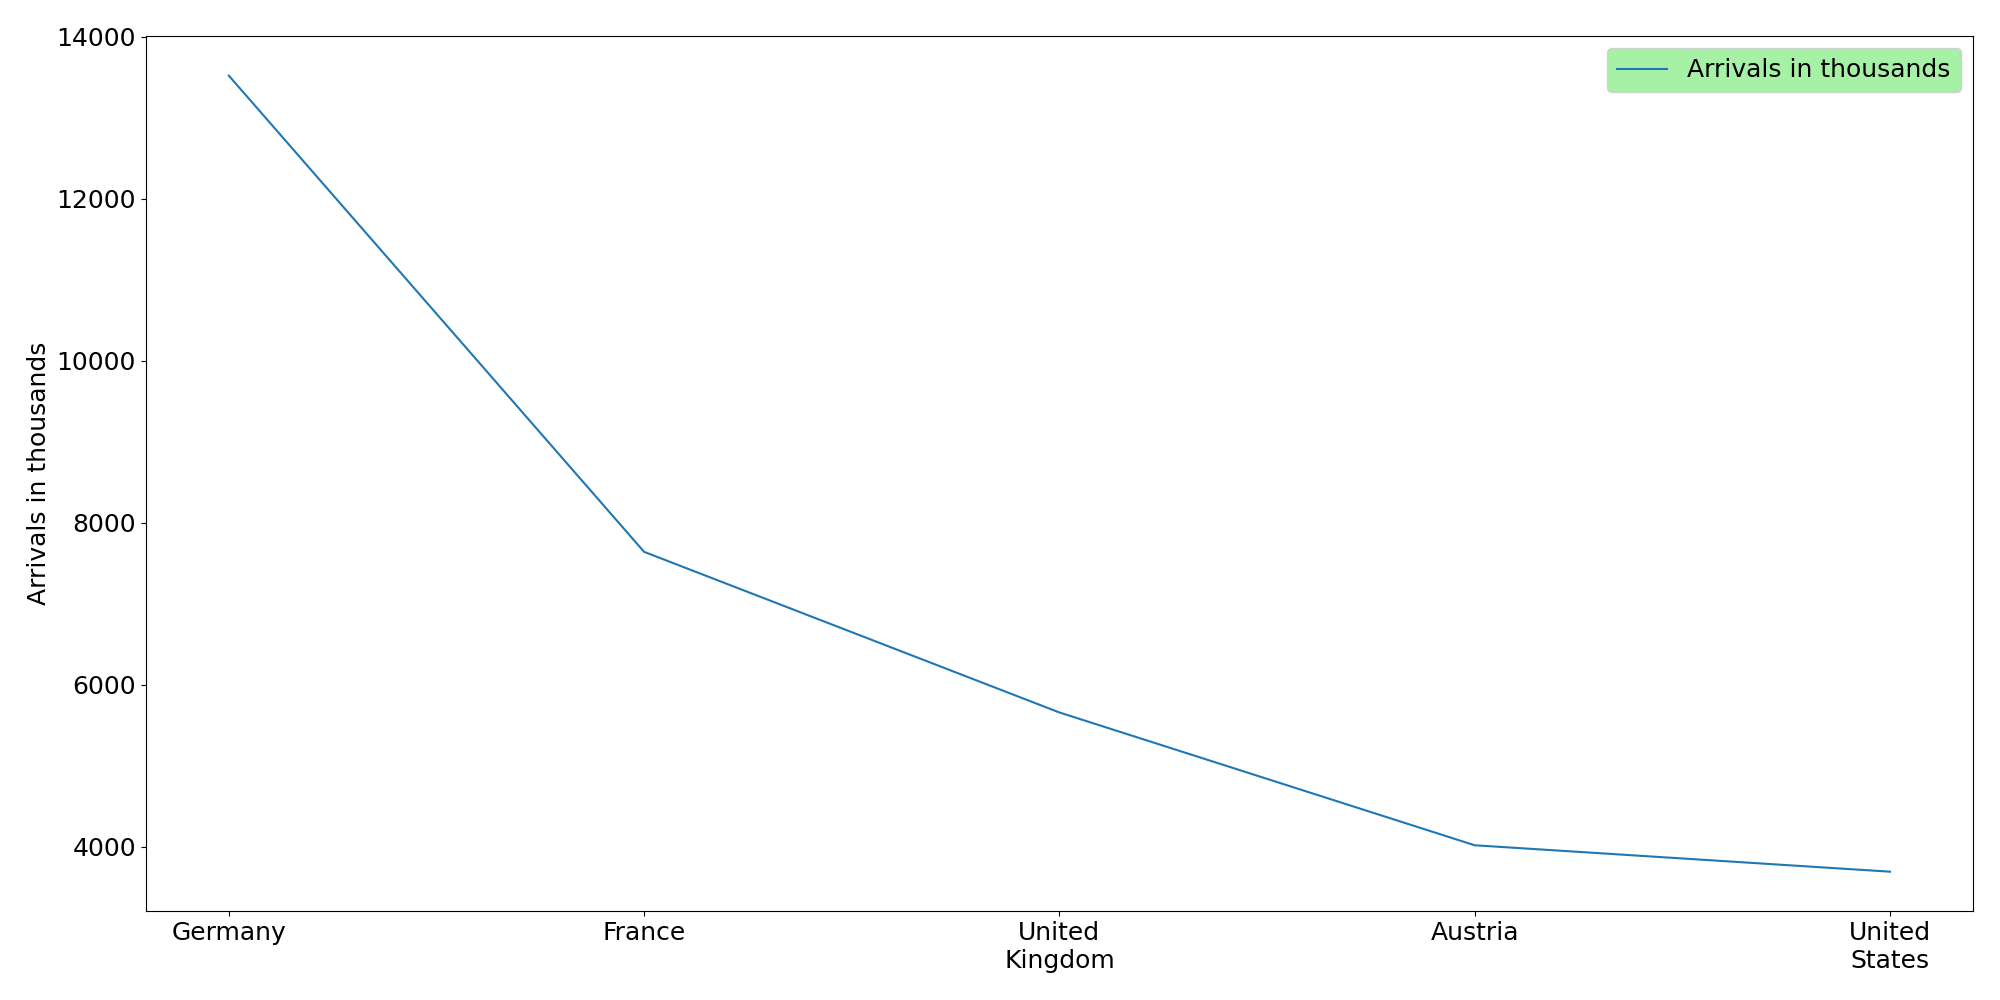 14000
12000
10000
8000
6000
4000
Arrivals in thousands
Arrivals in thousands
Germany
France
United
Kingdom
Austria
United
States